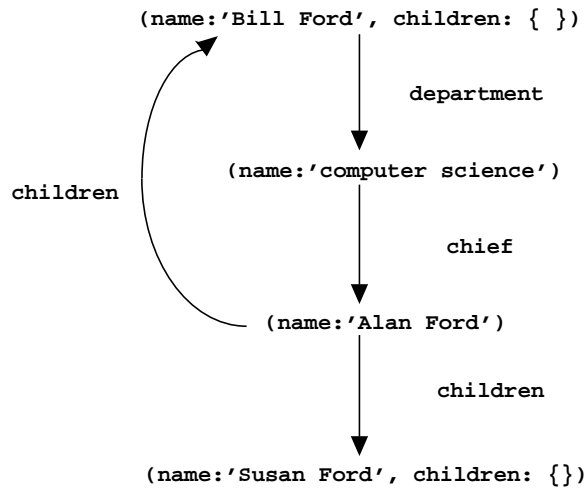 (name:′Bill Ford′, children: { })
department
(name:′computer science′)
children
chief
(name:′Alan Ford′)
children
(name:′Susan Ford′, children: {})